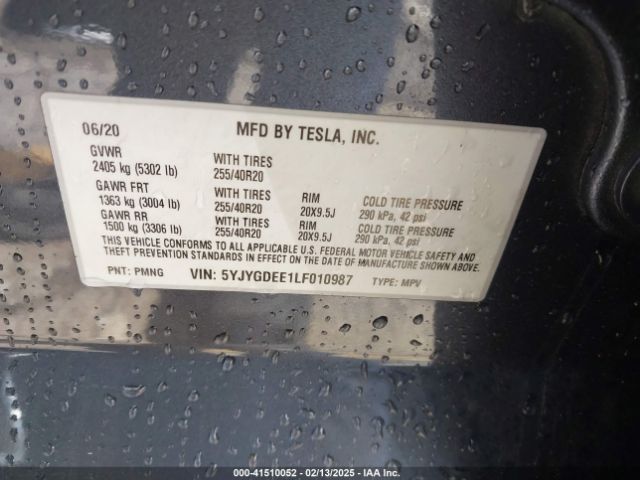 06/20 MFD BY TESLA, INC.
GVWR
2405 kg (5302 lb) WITH TIRES 255/40R20
GAWR FRT
1363 kg (3004 lb) WITH TIRES 255/40R20 RIM 20X9.5J COLD TIRE PRESSURE 290 kPa, 42 psi
GAWR RR
1500 kg (3306 lb) WITH TIRES 255/40R20 RIM 20X9.5J COLD TIRE PRESSURE 290 kPa, 42 psi
THIS VEHICLE CONFORMS TO ALL APPLICABLE U.S. FEDERAL MOTOR VEHICLE SAFETY AND
THEFT PREVENTION STANDARDS IN EFFECT ON THE DATE OF MANUFACTURE SHOWN ABOVE.
PNT: PMNG VIN: 5YJYGDEE1LF010987 TYPE: MPV
000-41510052 - 02/13/2025 - IAA Inc.